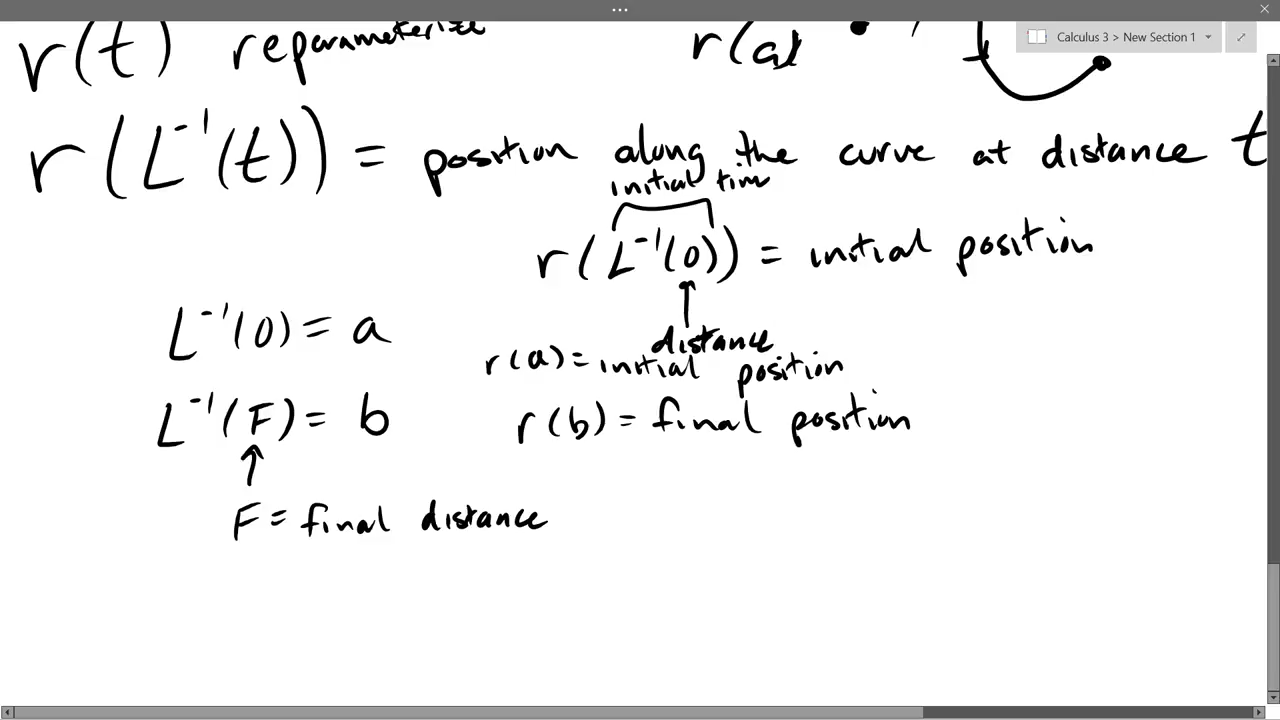 Calculus 3 > New Section 1
r(t) reparameterize
r(a)
r(L⁻¹(t)) = position along the curve at distance t
initial time
r(L⁻¹(0)) = initial position
distance
L⁻¹(0) = a
r(a) = initial position
L⁻¹(F) = b
r(b) = final position
F = final distance